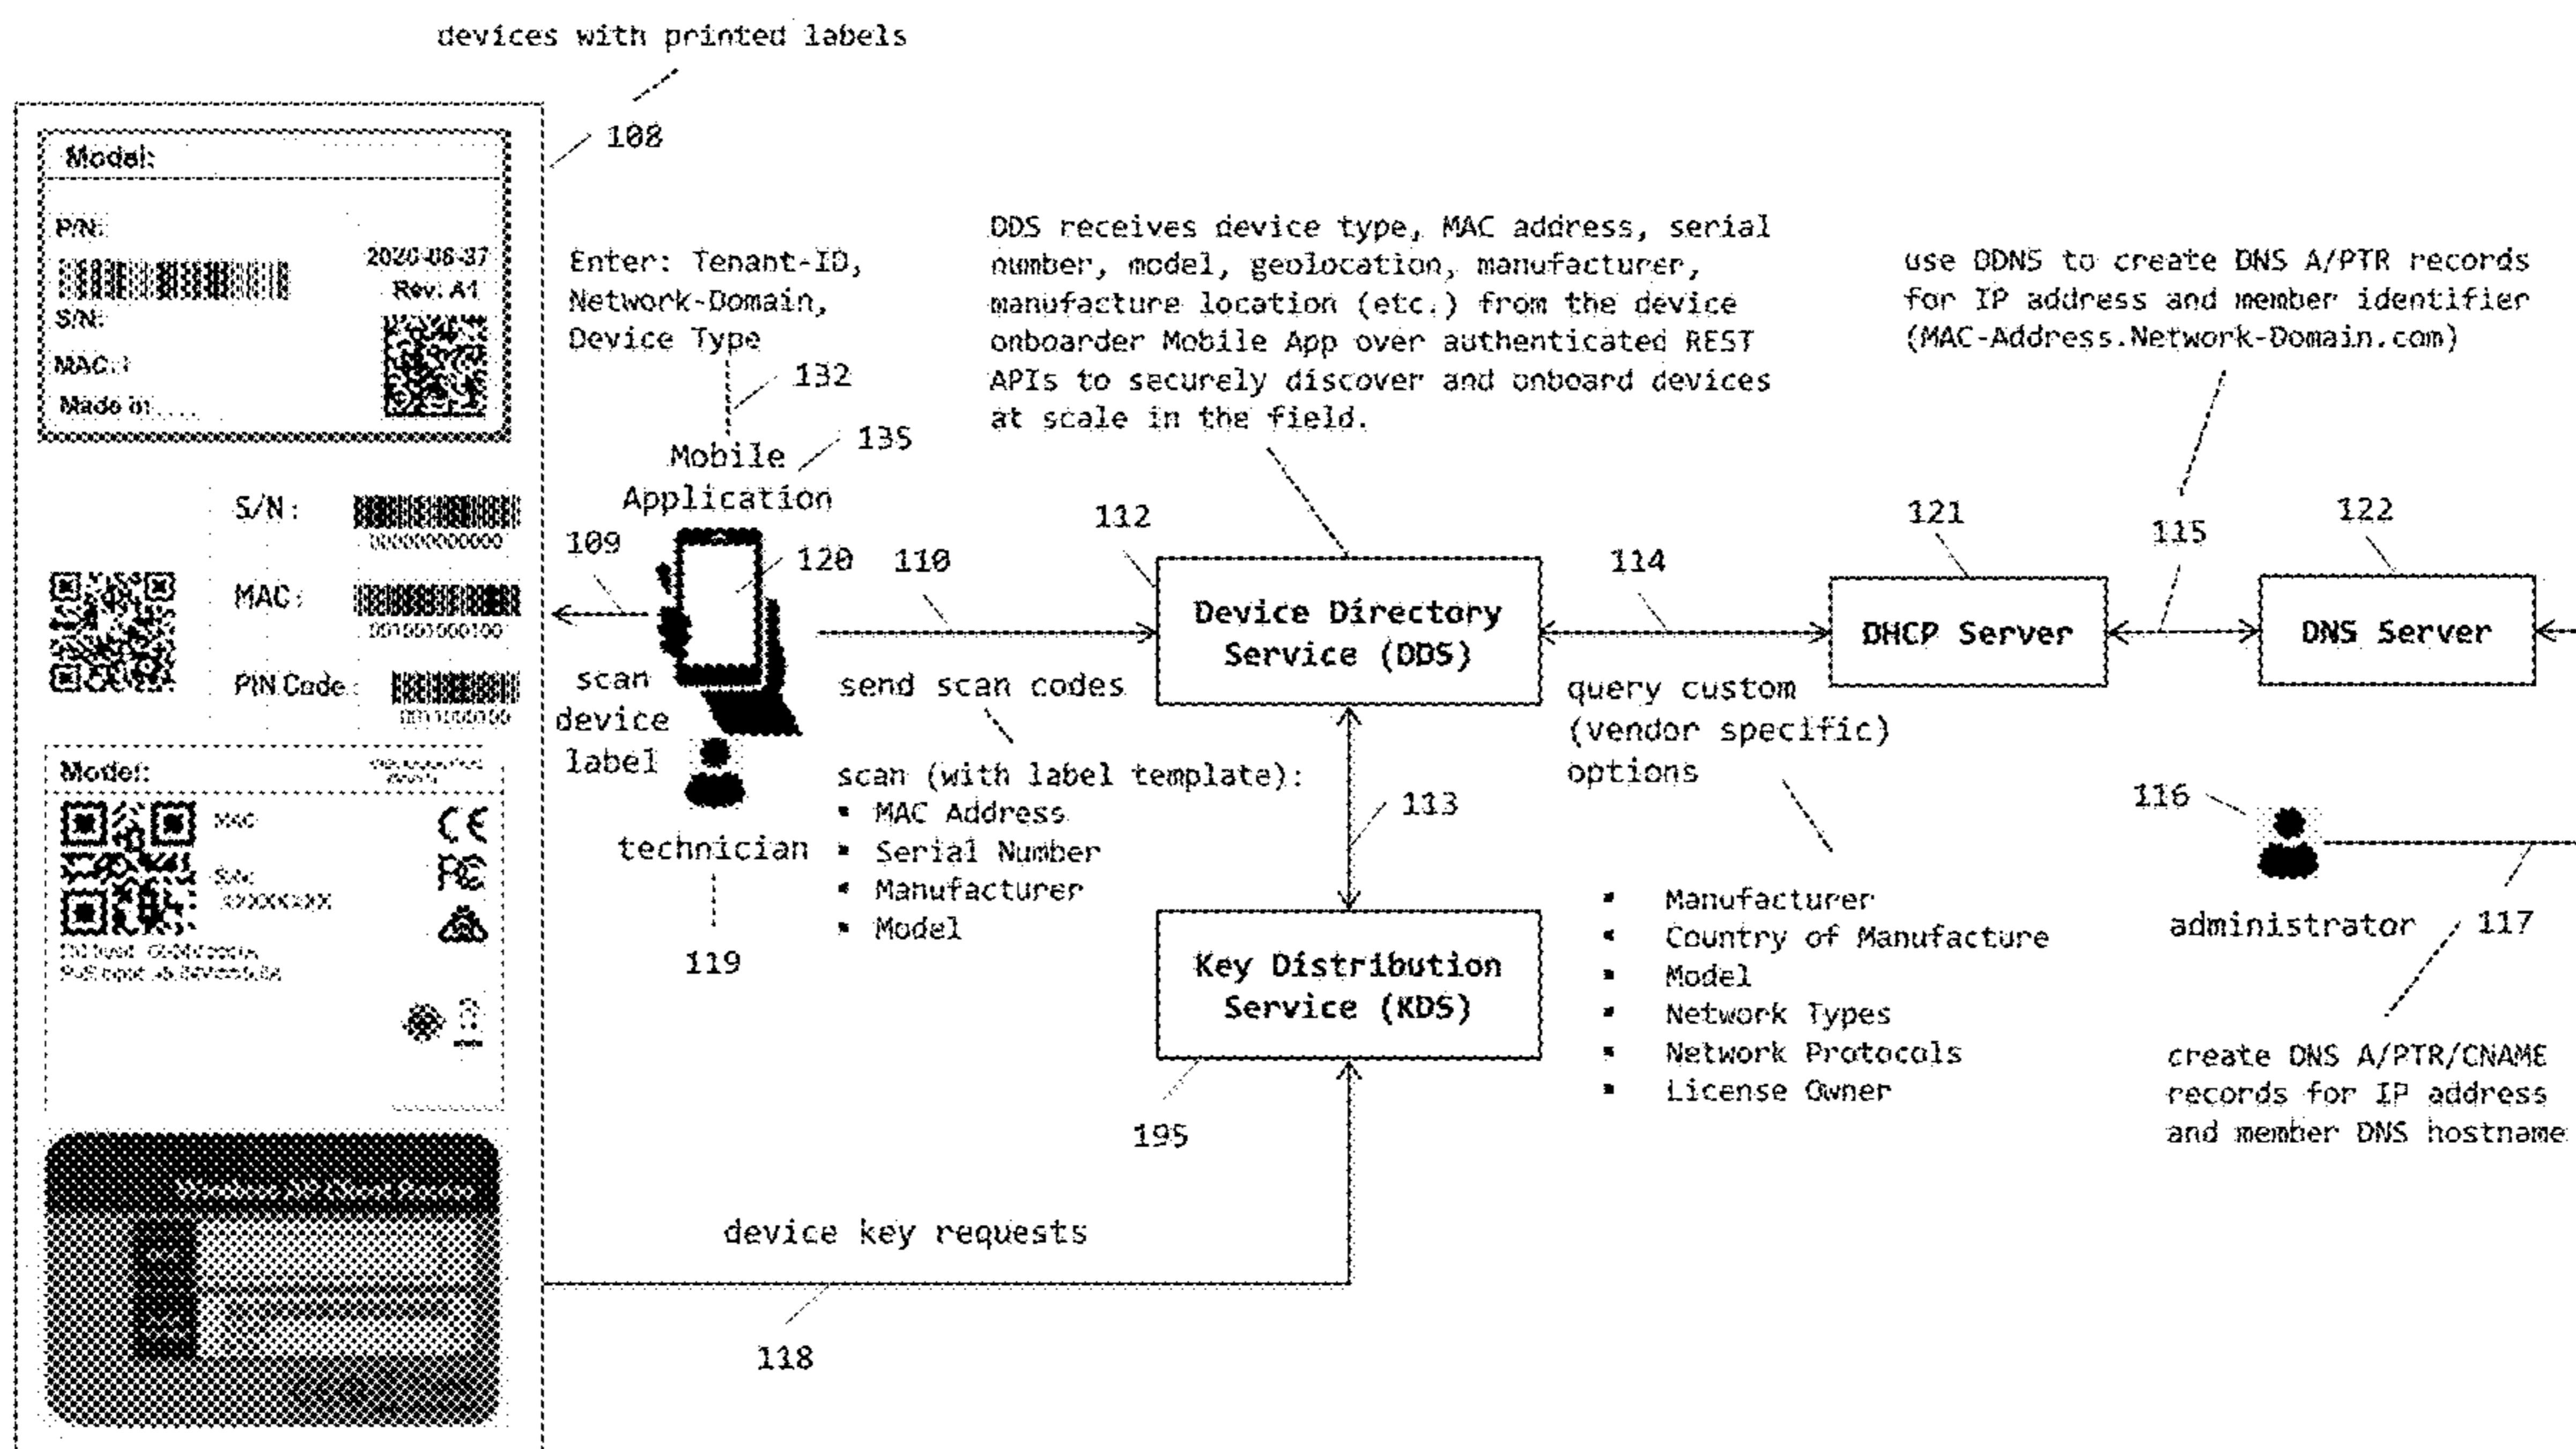 devices with printed labels
108
Model:
P/N:
2020-08-37
Rev. A1
S/N:
MAC:
Made in
S/N:
000000000000
MAC:
001001000100
PIN Code:
Model:
MAC
S/N:
CE
FC
Enter: Tenant-ID,
Network-Domain,
Device Type
132
135
Mobile
Application
109
120
110
scan
device
label
technician
119
send scan codes
scan (with label template):
▪ MAC Address
▪ Serial Number
▪ Manufacturer
▪ Model
DDS receives device type, MAC address, serial
number, model, geolocation, manufacturer,
manufacture location (etc.) from the device
onboarder Mobile App over authenticated REST
APIs to securely discover and onboard devices
at scale in the field.
112
Device Directory
Service (DDS)
113
Key Distribution
Service (KDS)
195
device key requests
118
114
query custom
(vendor specific)
options
▪ Manufacturer
▪ Country of Manufacture
▪ Model
▪ Network Types
▪ Network Protocols
▪ License Owner
use DDNS to create DNS A/PTR records
for IP address and member identifier
(MAC-Address.Network-Domain.com)
121
115
122
DHCP Server
DNS Server
116
administrator
117
create DNS A/PTR/CNAME
records for IP address
and member DNS hostname